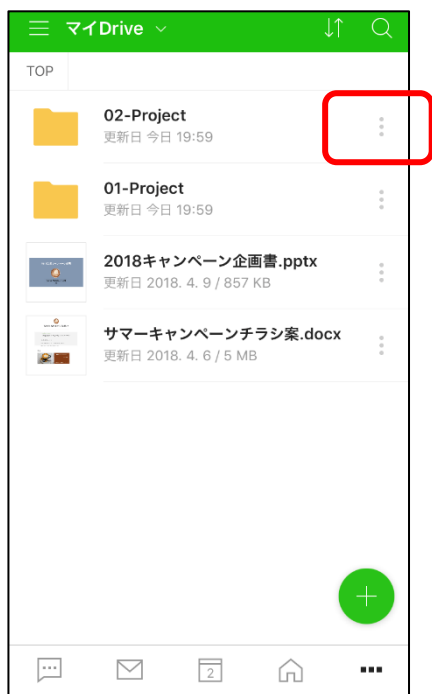 マイDrive
TOP
02-Project
更新日 今日 19:59
01-Project
更新日 今日 19:59
2018キャンペーン企画書.pptx
更新日 2018. 4. 9 / 857 KB
サマーキャンペーンチラシ案.docx
更新日 2018. 4. 6 / 5 MB
2